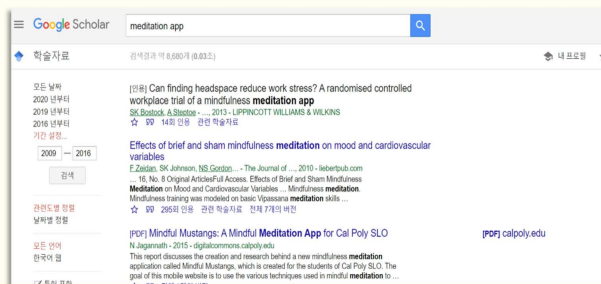 Google Scholar
meditation app
학술자료
검색결과 약 8,680개 (0.03초)
내 프로필
모든 날짜
2020 년부터
2019 년부터
2016 년부터
기간 설정...
2009 — 2016
검색
관련도별 정렬
날짜별 정렬
모든 언어
한국어 웹
[인용] Can finding headspace reduce work stress? A randomised controlled
workplace trial of a mindfulness meditation app
SK Bostock, A Steptoe - …, 2013 - LIPPINCOTT WILLIAMS & WILKINS
14회 인용 관련 학술자료
Effects of brief and sham mindfulness meditation on mood and cardiovascular
variables
F Zeidan, SK Johnson, NS Gordon… - The Journal of …, 2010 - liebertpub.com
... 16, No. 8 Original ArticlesFull Access. Effects of Brief and Sham Mindfulness
Meditation on Mood and Cardiovascular Variables ... Mindfulness meditation.
Mindfulness training was modeled on basic Vipassana meditation skills ...
295회 인용 관련 학술자료 전체 7개의 버전
[PDF] Mindful Mustangs: A Mindful Meditation App for Cal Poly SLO
[PDF] calpoly.edu
N Jagannath - 2015 - digitalcommons.calpoly.edu
This report discusses the creation and research behind a new mindfulness meditation
application called Mindful Mustangs, which is created for the students of Cal Poly SLO. The
goal of this mobile website is to use the various techniques used in mindful meditation to ...